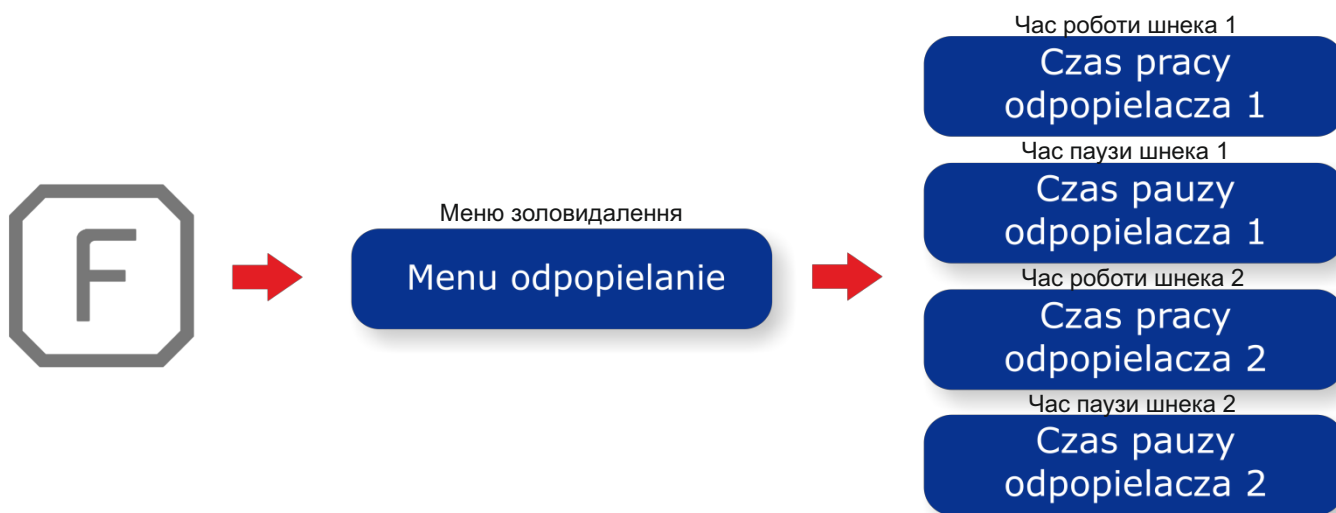 F
Меню золовидалення
Menu odpopielanie
Час роботи шнека 1
Czas pracy
odpopielacza 1
Час паузи шнека 1
Czas pauzy
odpopielacza 1
Час роботи шнека 2
Czas pracy
odpopielacza 2
Час паузи шнека 2
Czas pauzy
odpopielacza 2